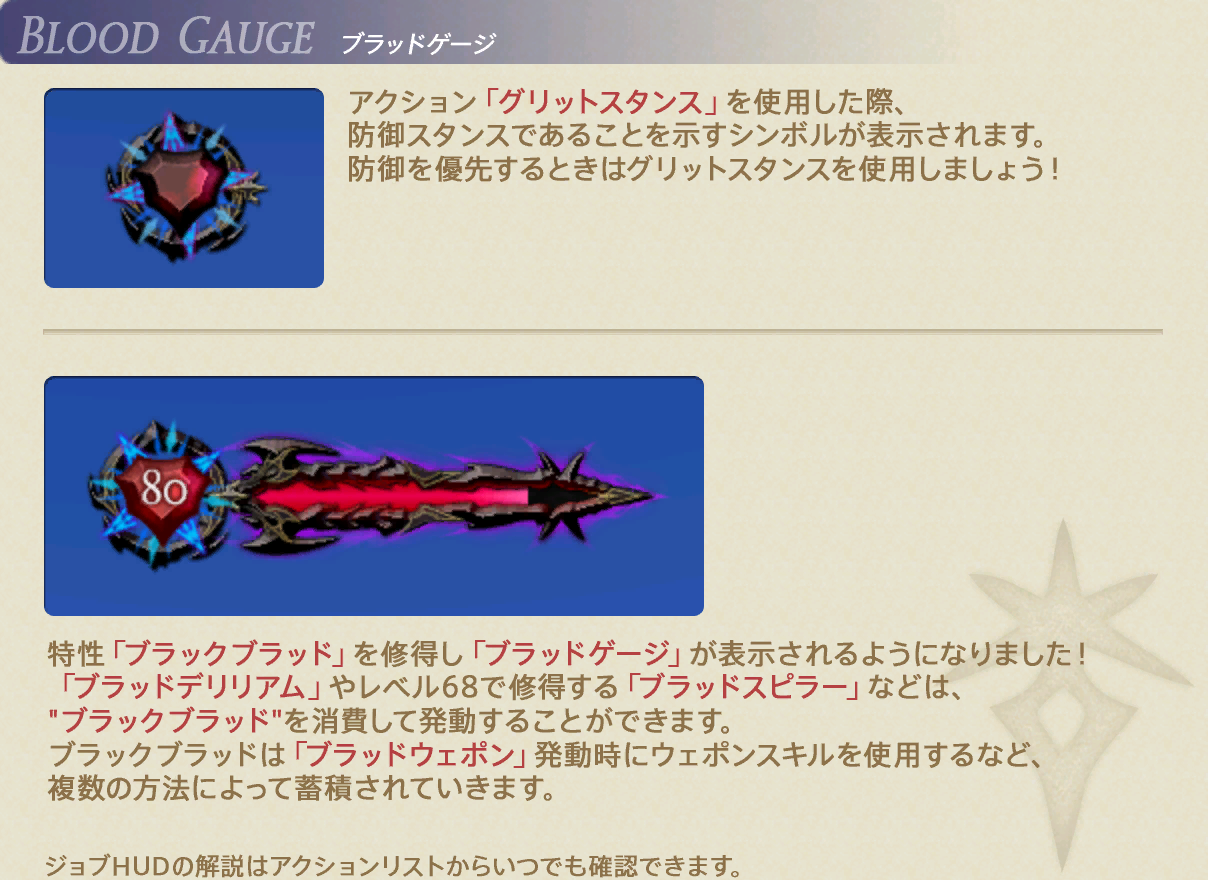 BLOOD GAUGE ブラッドゲージ
アクション「グリットスタンス」を使用した際、
防御スタンスであることを示すシンボルが表示されます。
防御を優先するときはグリットスタンスを使用しましょう！
80
特性「ブラックブラッド」を修得し「ブラッドゲージ」が表示されるようになりました！
「ブラッドデリリアム」やレベル68で修得する「ブラッドスピラー」などは、
"ブラックブラッド"を消費して発動することができます。
ブラックブラッドは「ブラッドウェポン」発動時にウェポンスキルを使用するなど、
複数の方法によって蓄積されていきます。
ジョブHUDの解説はアクションリストからいつでも確認できます。